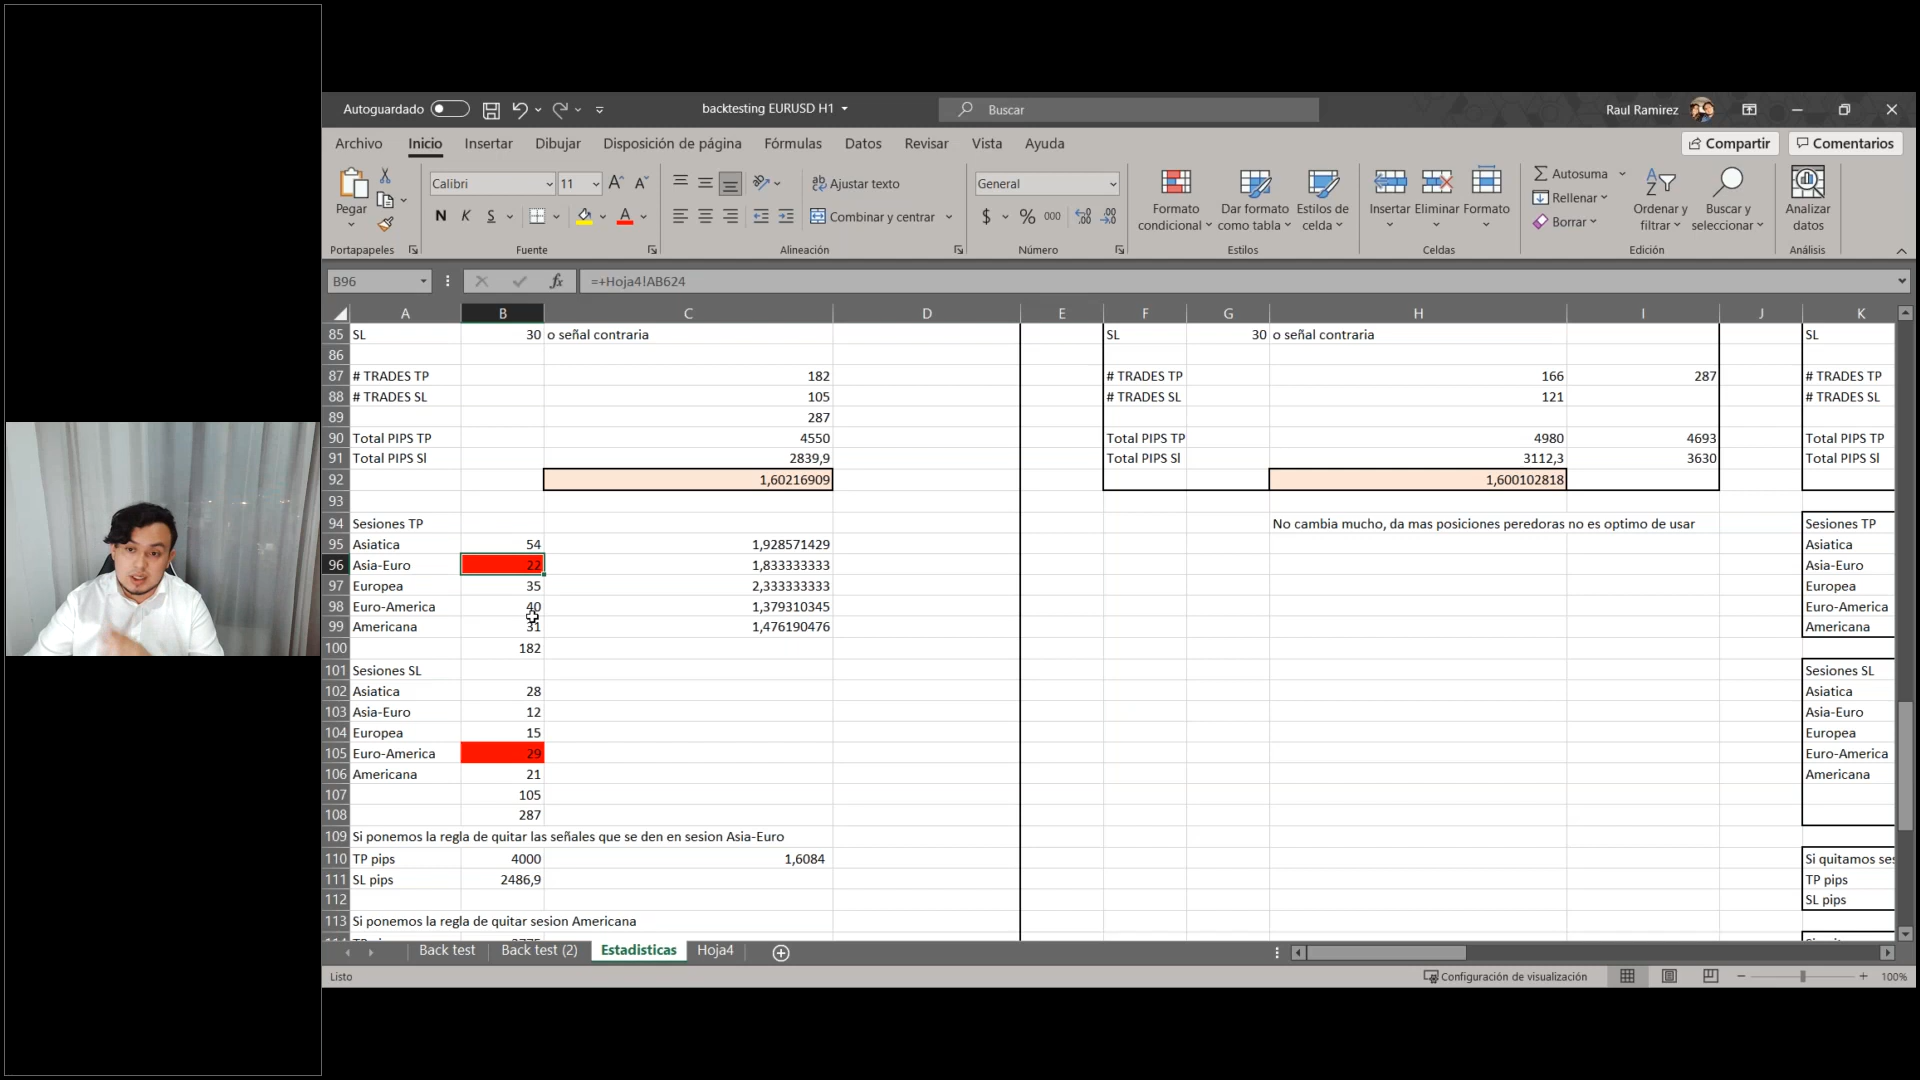 Autoguardado
backtesting EURUSD H1
Buscar
Raul Ramirez
Archivo Inicio Insertar Dibujar Disposición de página Fórmulas Datos Revisar Vista Ayuda
Compartir
Comentarios
Pegar
Portapapeles
Calibri
11
N K S
Fuente
Ajustar texto
Combinar y centrar
Alineación
General
$ % 000
Número
Formato condicional
Dar formato como tabla
Estilos de celda
Estilos
Insertar Eliminar Formato
Celdas
Autosuma
Rellenar
Borrar
Ordenar y filtrar
Buscar y seleccionar
Edición
Analizar datos
Análisis
B96
fx
=+Hoja4!AB624
A B C D E F G H I J K
85 SL 30 o señal contraria SL 30 o señal contraria SL
86
87 # TRADES TP 182 # TRADES TP 166 287 # TRADES TP
88 # TRADES SL 105 # TRADES SL 121 # TRADES SL
89 287
90 Total PIPS TP 4550 Total PIPS TP 4980 4693 Total PIPS TP
91 Total PIPS Sl 2839,9 Total PIPS Sl 3112,3 3630 Total PIPS Sl
92 1,60216909 1,600102818
93
94 Sesiones TP No cambia mucho, da mas posiciones peredoras no es optimo de usar Sesiones TP
95 Asiatica 54 1,928571429 Asiatica
96 Asia-Euro 22 1,833333333 Asia-Euro
97 Europea 35 2,333333333 Europea
98 Euro-America 40 1,379310345 Euro-America
99 Americana 31 1,476190476 Americana
100 182
101 Sesiones SL Sesiones SL
102 Asiatica 28 Asiatica
103 Asia-Euro 12 Asia-Euro
104 Europea 15 Europea
105 Euro-America 29 Euro-America
106 Americana 21 Americana
107 105
108 287
109 Si ponemos la regla de quitar las señales que se den en sesion Asia-Euro
110 TP pips 4000 1,6084 Si quitamos ses
111 SL pips 2486,9 TP pips
112 SL pips
113 Si ponemos la regla de quitar sesion Americana
Back test Back test (2) Estadisticas Hoja4
Listo
Configuración de visualización
100%